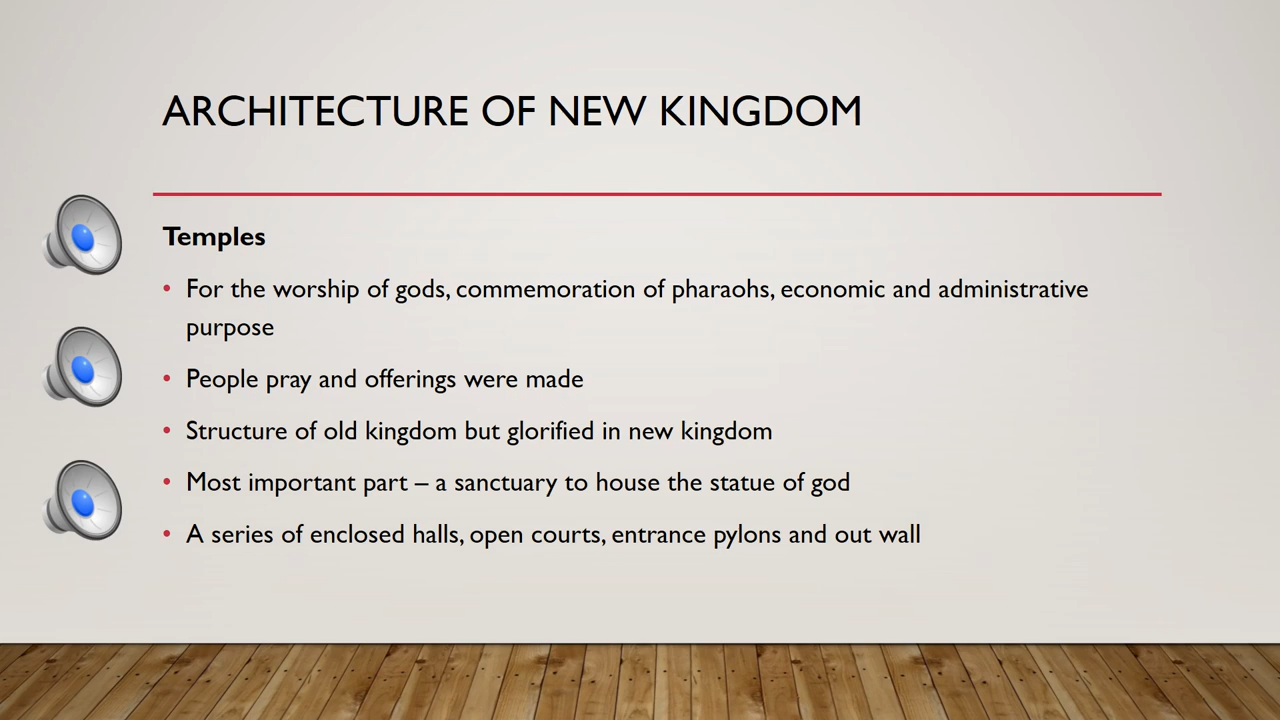 ARCHITECTURE OF NEW KINGDOM
Temples
• For the worship of gods, commemoration of pharaohs, economic and administrative
purpose
• People pray and offerings were made
• Structure of old kingdom but glorified in new kingdom
• Most important part – a sanctuary to house the statue of god
• A series of enclosed halls, open courts, entrance pylons and out wall